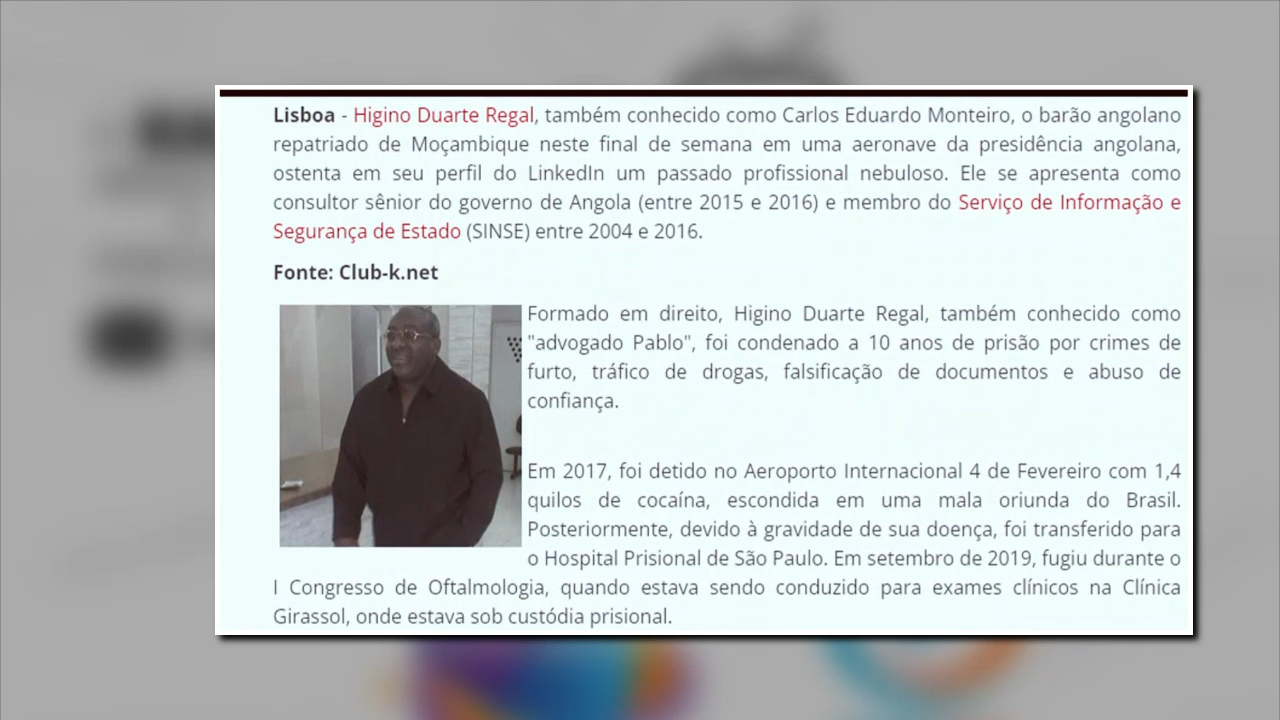 Lisboa - Higino Duarte Regal, também conhecido como Carlos Eduardo Monteiro, o barão angolano
repatriado de Moçambique neste final de semana em uma aeronave da presidência angolana,
ostenta em seu perfil do LinkedIn um passado profissional nebuloso. Ele se apresenta como
consultor sênior do governo de Angola (entre 2015 e 2016) e membro do Serviço de Informação e
Segurança de Estado (SINSE) entre 2004 e 2016.
Fonte: Club-k.net
Formado em direito, Higino Duarte Regal, também conhecido como
"advogado Pablo", foi condenado a 10 anos de prisão por crimes de
furto, tráfico de drogas, falsificação de documentos e abuso de
confiança.
Em 2017, foi detido no Aeroporto Internacional 4 de Fevereiro com 1,4
quilos de cocaína, escondida em uma mala oriunda do Brasil.
Posteriormente, devido à gravidade de sua doença, foi transferido para
o Hospital Prisional de São Paulo. Em setembro de 2019, fugiu durante o
I Congresso de Oftalmologia, quando estava sendo conduzido para exames clínicos na Clínica
Girassol, onde estava sob custódia prisional.